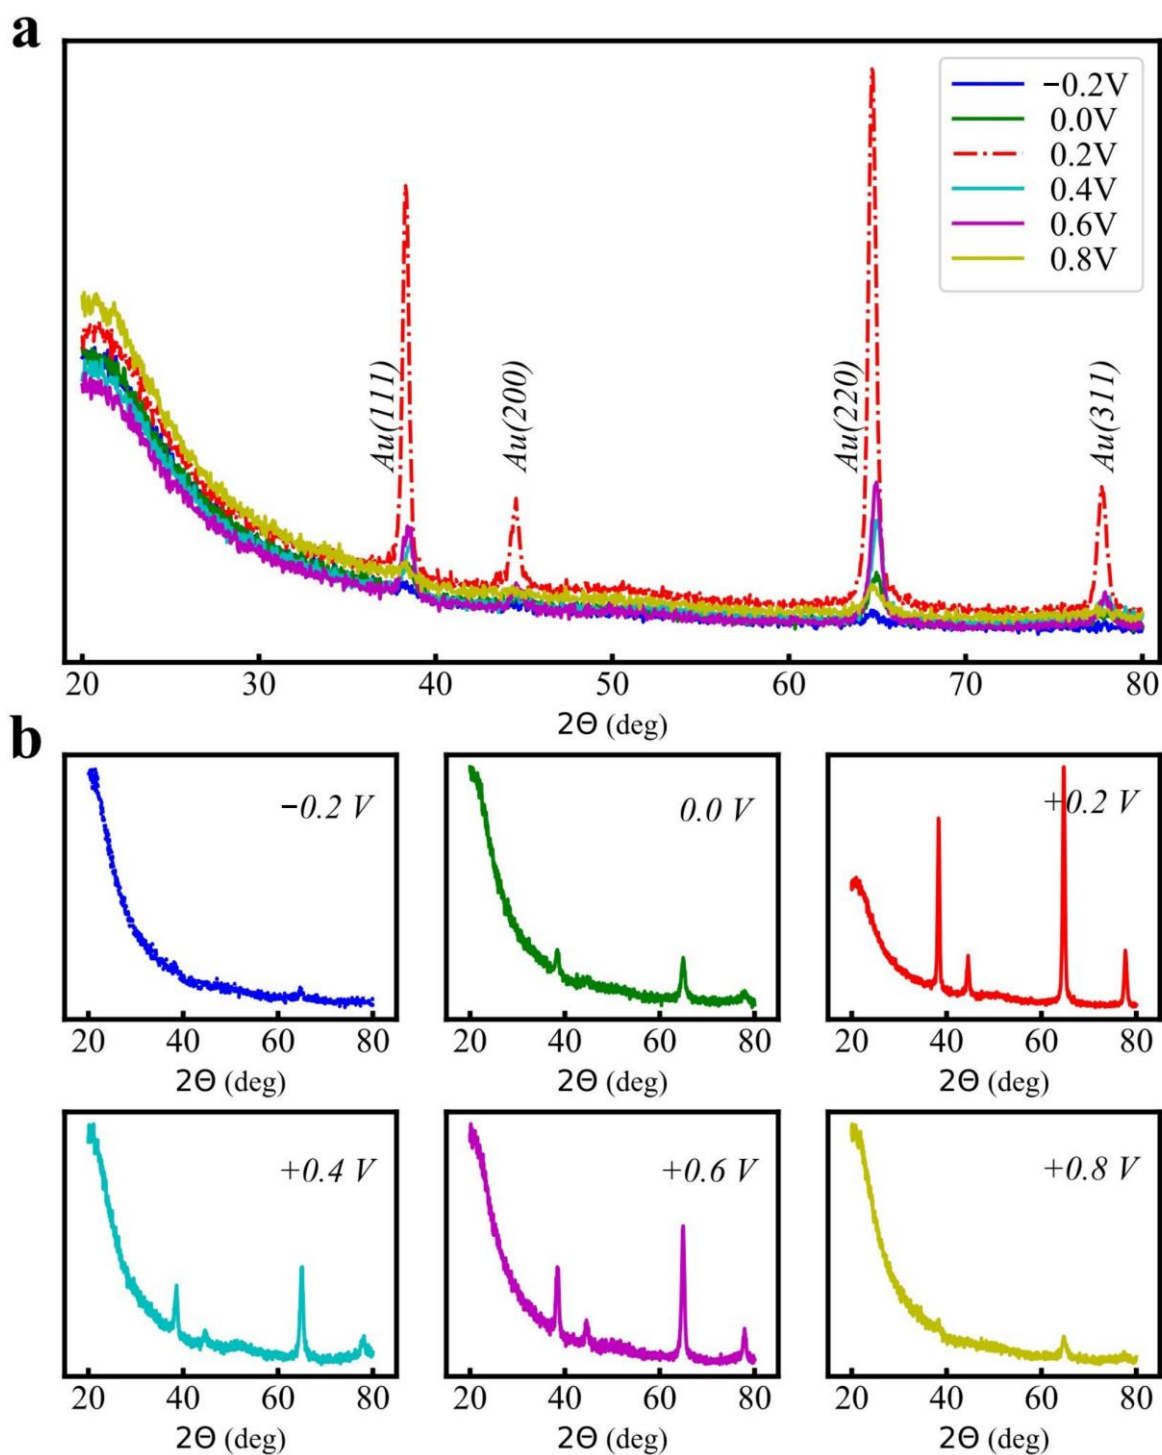 a
−0.2V
0.0V
0.2V
0.4V
0.6V
0.8V
Au(111)
Au(200)
Au(220)
Au(311)
20 30 40 50 60 70 80
2Θ (deg)
b
−0.2 V
0.0 V
+0.2 V
20 40 60 80
20 40 60 80
20 40 60 80
2Θ (deg)
2Θ (deg)
2Θ (deg)
+0.4 V
+0.6 V
+0.8 V
20 40 60 80
20 40 60 80
20 40 60 80
2Θ (deg)
2Θ (deg)
2Θ (deg)